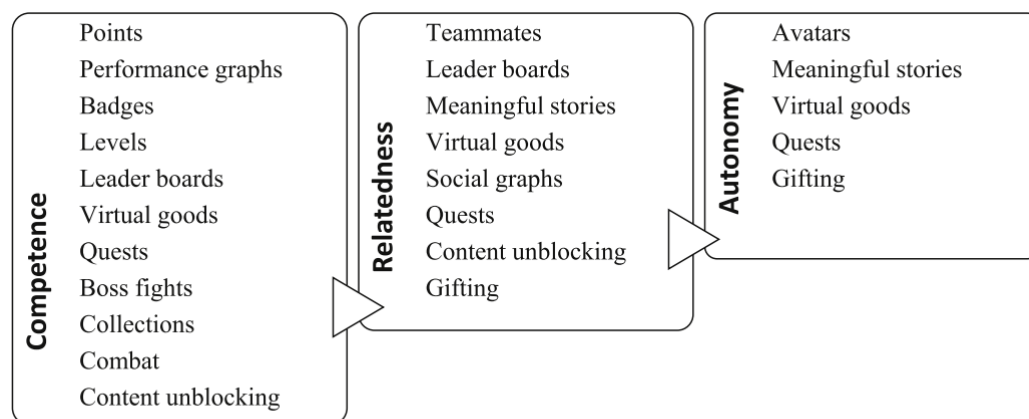 Competence
Points
Performance graphs
Badges
Levels
Leader boards
Virtual goods
Quests
Boss fights
Collections
Combat
Content unblocking
Relatedness
Teammates
Leader boards
Meaningful stories
Virtual goods
Social graphs
Quests
Content unblocking
Gifting
Autonomy
Avatars
Meaningful stories
Virtual goods
Quests
Gifting